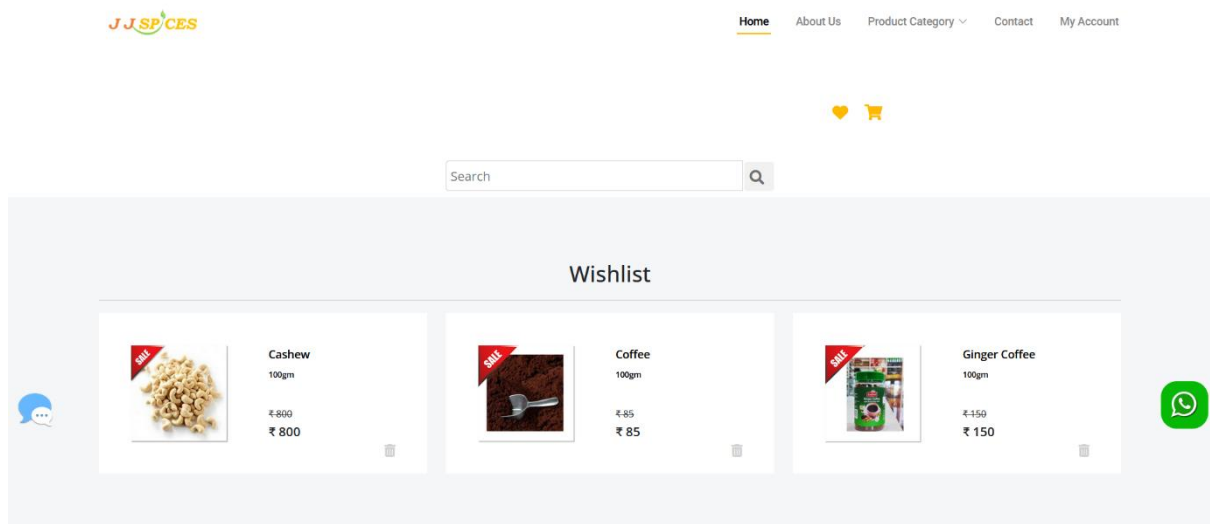 J J SPICES
Home About Us Product Category Contact My Account
Search
Wishlist
SALE
Cashew
100gm
₹ 800
₹ 800
SALE
Coffee
100gm
₹ 85
₹ 85
SALE
Ginger Coffee
100gm
₹ 150
₹ 150